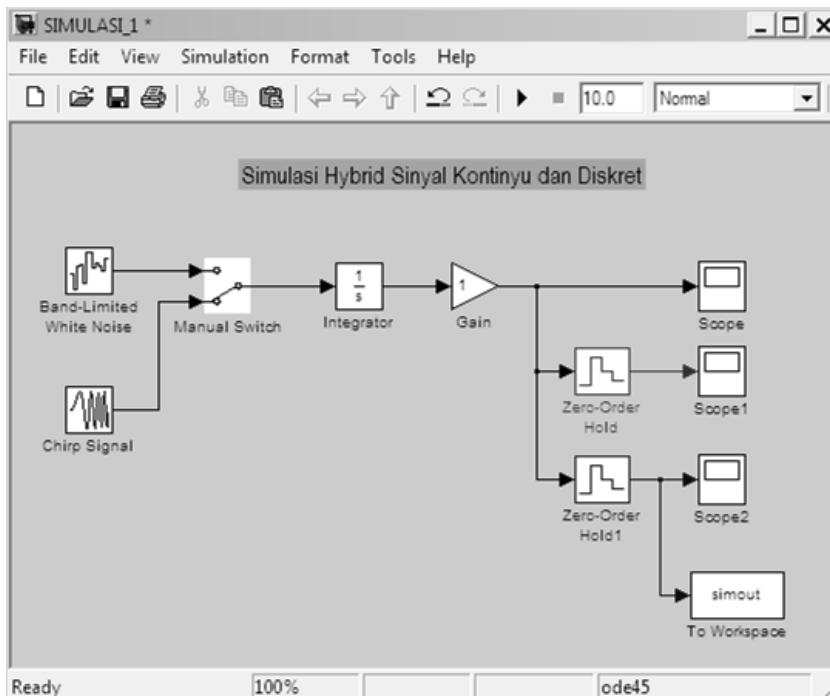 SIMULASI_1 *
File Edit View Simulation Format Tools Help
10.0 Normal
Simulasi Hybrid Sinyal Kontinyu dan Diskret
Band-Limited
White Noise
Manual Switch
1
s
Integrator
1
Gain
Scope
Zero-Order
Hold
Scope1
Chirp Signal
Zero-Order
Hold1
Scope2
simout
To Workspace
Ready 100% ode45